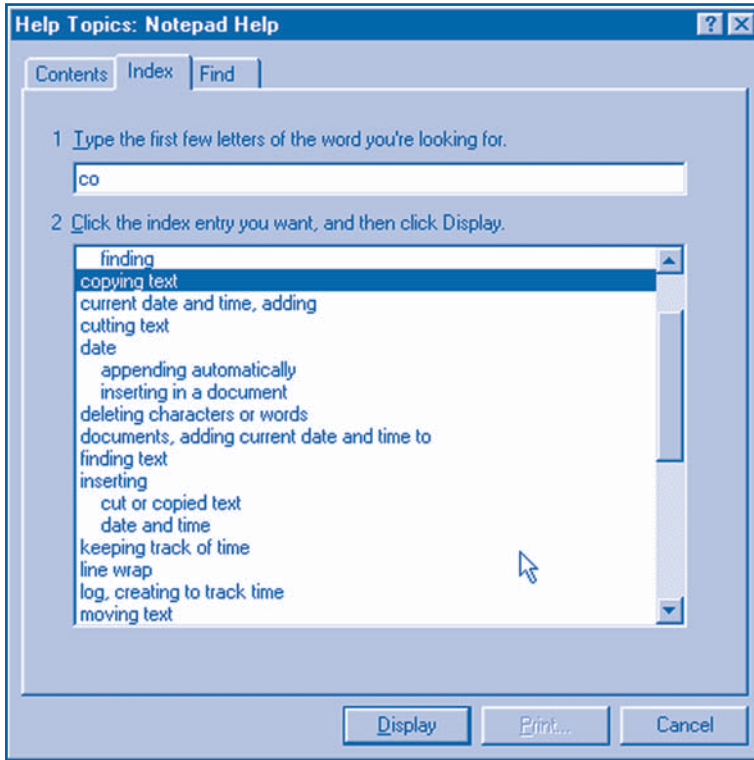 Help Topics: Notepad Help
?
Contents Index Find
1 Type the first few letters of the word you're looking for.
co
2 Click the index entry you want, and then click Display.
finding
copying text
current date and time, adding
cutting text
date
appending automatically
inserting in a document
deleting characters or words
documents, adding current date and time to
finding text
inserting
cut or copied text
date and time
keeping track of time
line wrap
log, creating to track time
moving text
Display Print... Cancel